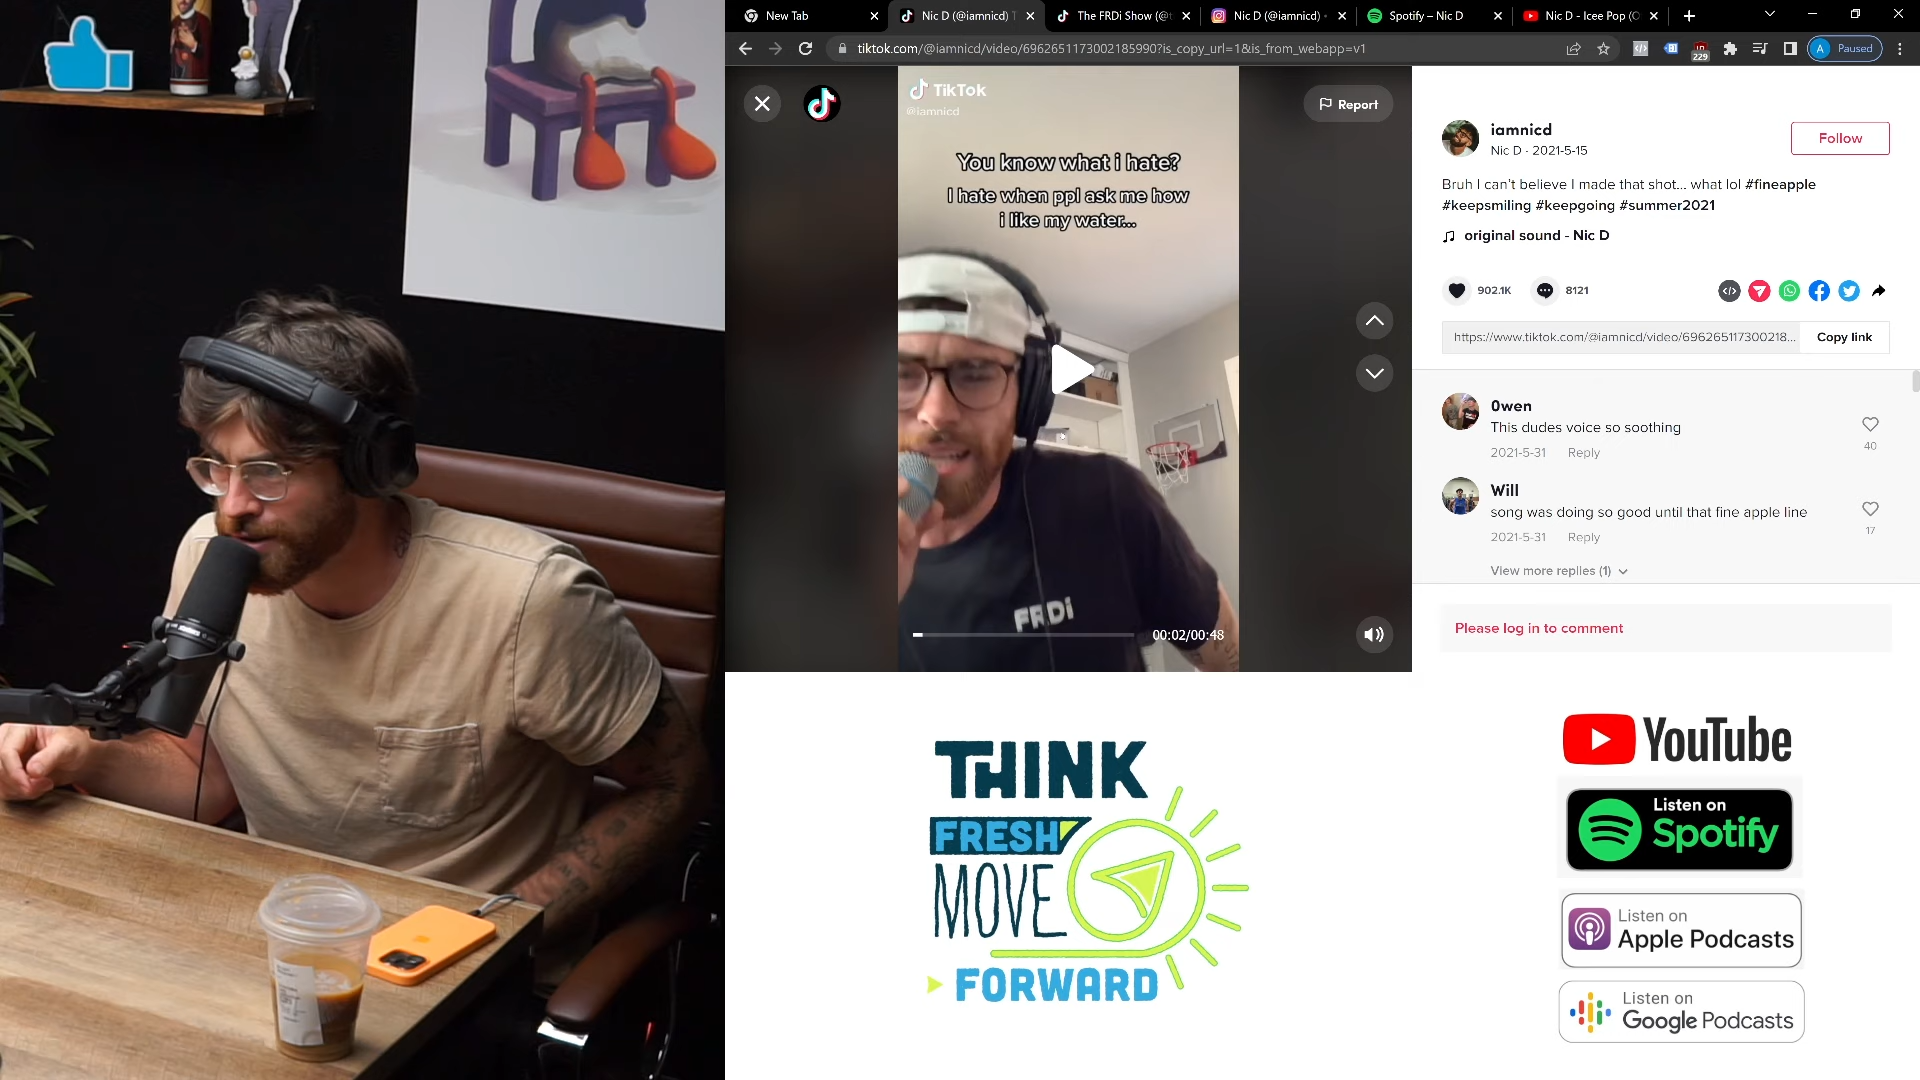 New Tab
Nic D (@iamnicd) T
The FRDi Show (@t
Nic D (@iamnicd) •
Spotify – Nic D
Nic D - Icee Pop (O
tiktok.com/@iamnicd/video/6962651173002185990?is_copy_url=1&is_from_webapp=v1
229
A Paused
TikTok
@iamnicd
Report
You know what i hate?
I hate when ppl ask me how
i like my water...
FRDi
00:02/00:48
iamnicd
Nic D · 2021-5-15
Follow
Bruh I can't believe I made that shot... what lol #fineapple
#keepsmiling #keepgoing #summer2021
original sound - Nic D
902.1K
8121
https://www.tiktok.com/@iamnicd/video/696265117300218...
Copy link
0wen
This dudes voice so soothing
2021-5-31 Reply
40
Will
song was doing so good until that fine apple line
2021-5-31 Reply
17
View more replies (1)
Please log in to comment
THINK
FRESH
MOVE
FORWARD
YouTube
Listen on
Spotify
Listen on
Apple Podcasts
Listen on
Google Podcasts